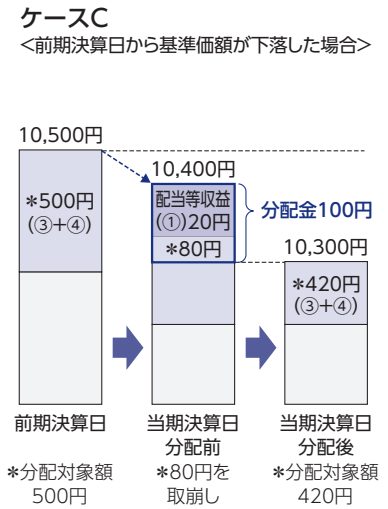 ケースC
<前期決算日から基準価額が下落した場合>
10,500円
10,400円
*500円
(③+④)
配当等収益
(①)20円
*80円
分配金100円
10,300円
*420円
(③+④)
前期決算日
当期決算日
分配前
当期決算日
分配後
*分配対象額
500円
*80円を
取崩し
*分配対象額
420円